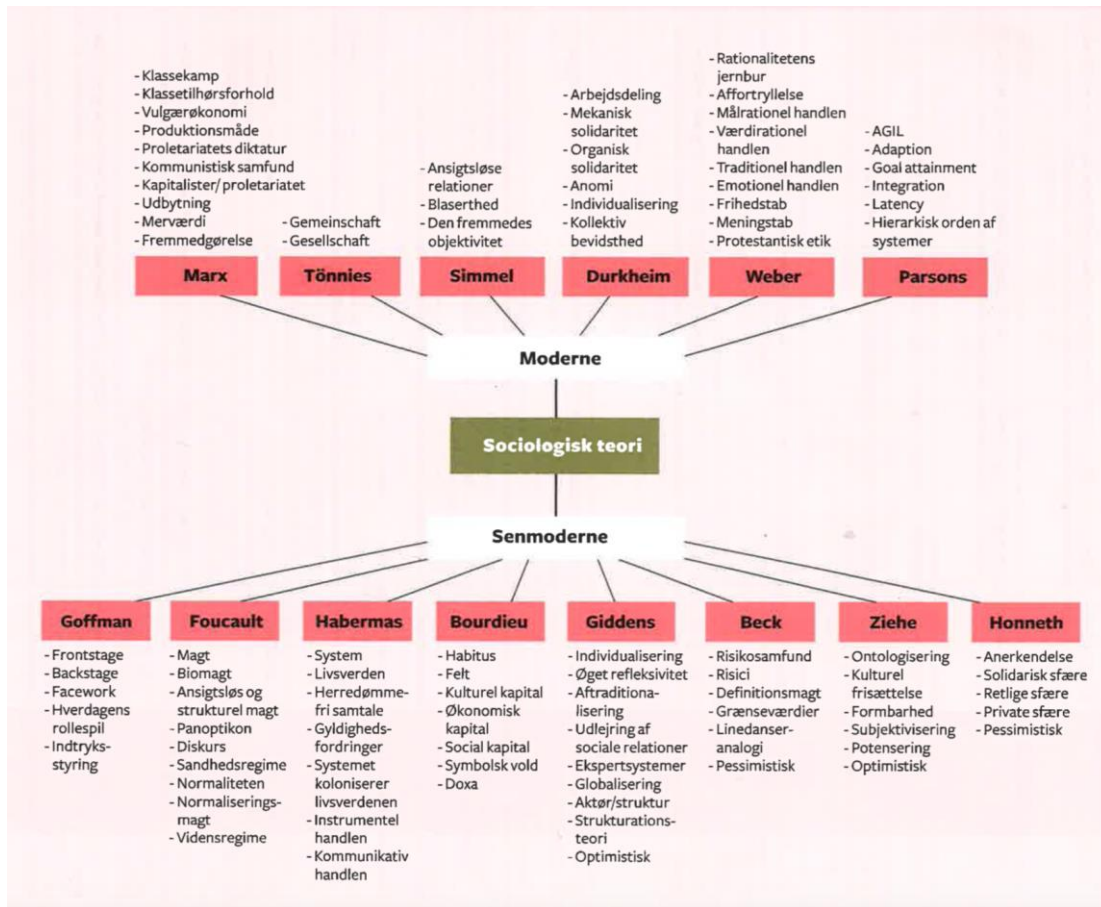 - Klassekamp
- Klassetilhørsforhold
- Vulgærøkonomi
- Produktionsmåde
- Proletariatets diktatur
- Kommunistisk samfund
- Kapitalister/proletariatet
- Udbytning
- Merværdi
- Fremmedgørelse
Marx
- Gemeinschaft
- Gesellschaft
Tönnies
- Ansigtsløse
relationer
- Blaserthed
- Den fremmedes
objektivitet
Simmel
- Arbejdsdeling
- Mekanisk
solidaritet
- Organisk
solidaritet
- Anomi
- Individualisering
- Kollektiv
bevidsthed
Durkheim
- Rationalitetens
jernbur
- Affortryllelse
- Målrationel handlen
- Værdirationel
handlen
- Traditionel handlen
- Emotionel handlen
- Frihedstab
- Meningstab
- Protestantisk etik
Weber
- AGIL
- Adaption
- Goal attainment
- Integration
- Latency
- Hierarkisk orden af
systemer
Parsons
Moderne
Sociologisk teori
Senmoderne
Goffman
- Frontstage
- Backstage
- Facework
- Hverdagens
rollespil
- Indtryks-
styring
Foucault
- Magt
- Biomagt
- Ansigtsløs og
strukturel magt
- Panoptikon
- Diskurs
- Sandhedsregime
- Normaliteten
- Normaliserings-
magt
- Vidensregime
Habermas
- System
- Livsverden
- Herredømme-
fri samtale
- Gyldigheds-
fordringer
- Systemet
koloniserer
livsverdenen
- Instrumentel
handlen
- Kommunikativ
handlen
Bourdieu
- Habitus
- Felt
- Kulturel kapital
- Økonomisk
kapital
- Social kapital
- Symbolsk vold
- Doxa
Giddens
- Individualisering
- Øget refleksivitet
- Aftraditiona-
lisering
- Udlejring af
sociale relationer
- Ekspertsystemer
- Globalisering
- Aktør/struktur
- Strukturations-
teori
- Optimistisk
Beck
- Risikosamfund
- Risici
- Definitionsmagt
- Grænseværdier
- Linedanser-
analogi
- Pessimistisk
Ziehe
- Ontologisering
- Kulturel
frisættelse
- Formbarhed
- Subjektivisering
- Potensering
- Optimistisk
Honneth
- Anerkendelse
- Solidarisk sfære
- Retlige sfære
- Private sfære
- Pessimistisk